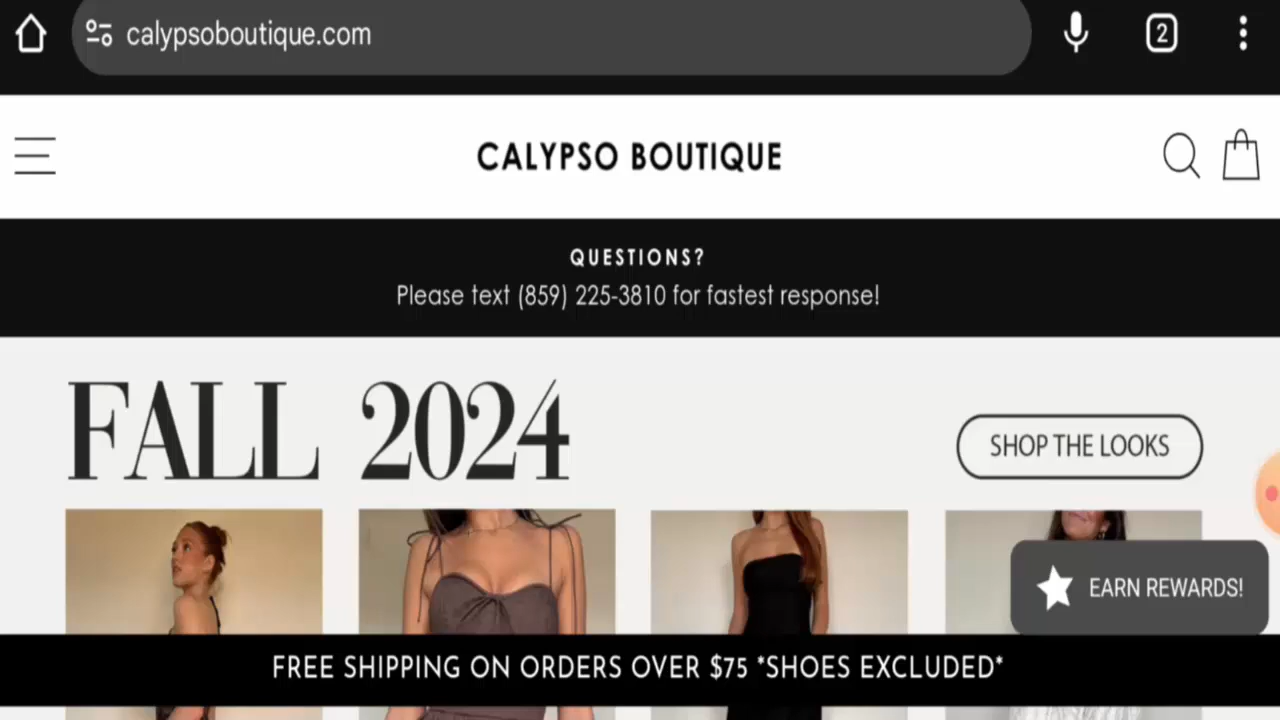 calypsoboutique.com
2
CALYPSO BOUTIQUE
QUESTIONS?
Please text (859) 225-3810 for fastest response!
FALL 2024
SHOP THE LOOKS
EARN REWARDS!
FREE SHIPPING ON ORDERS OVER $75 *SHOES EXCLUDED*